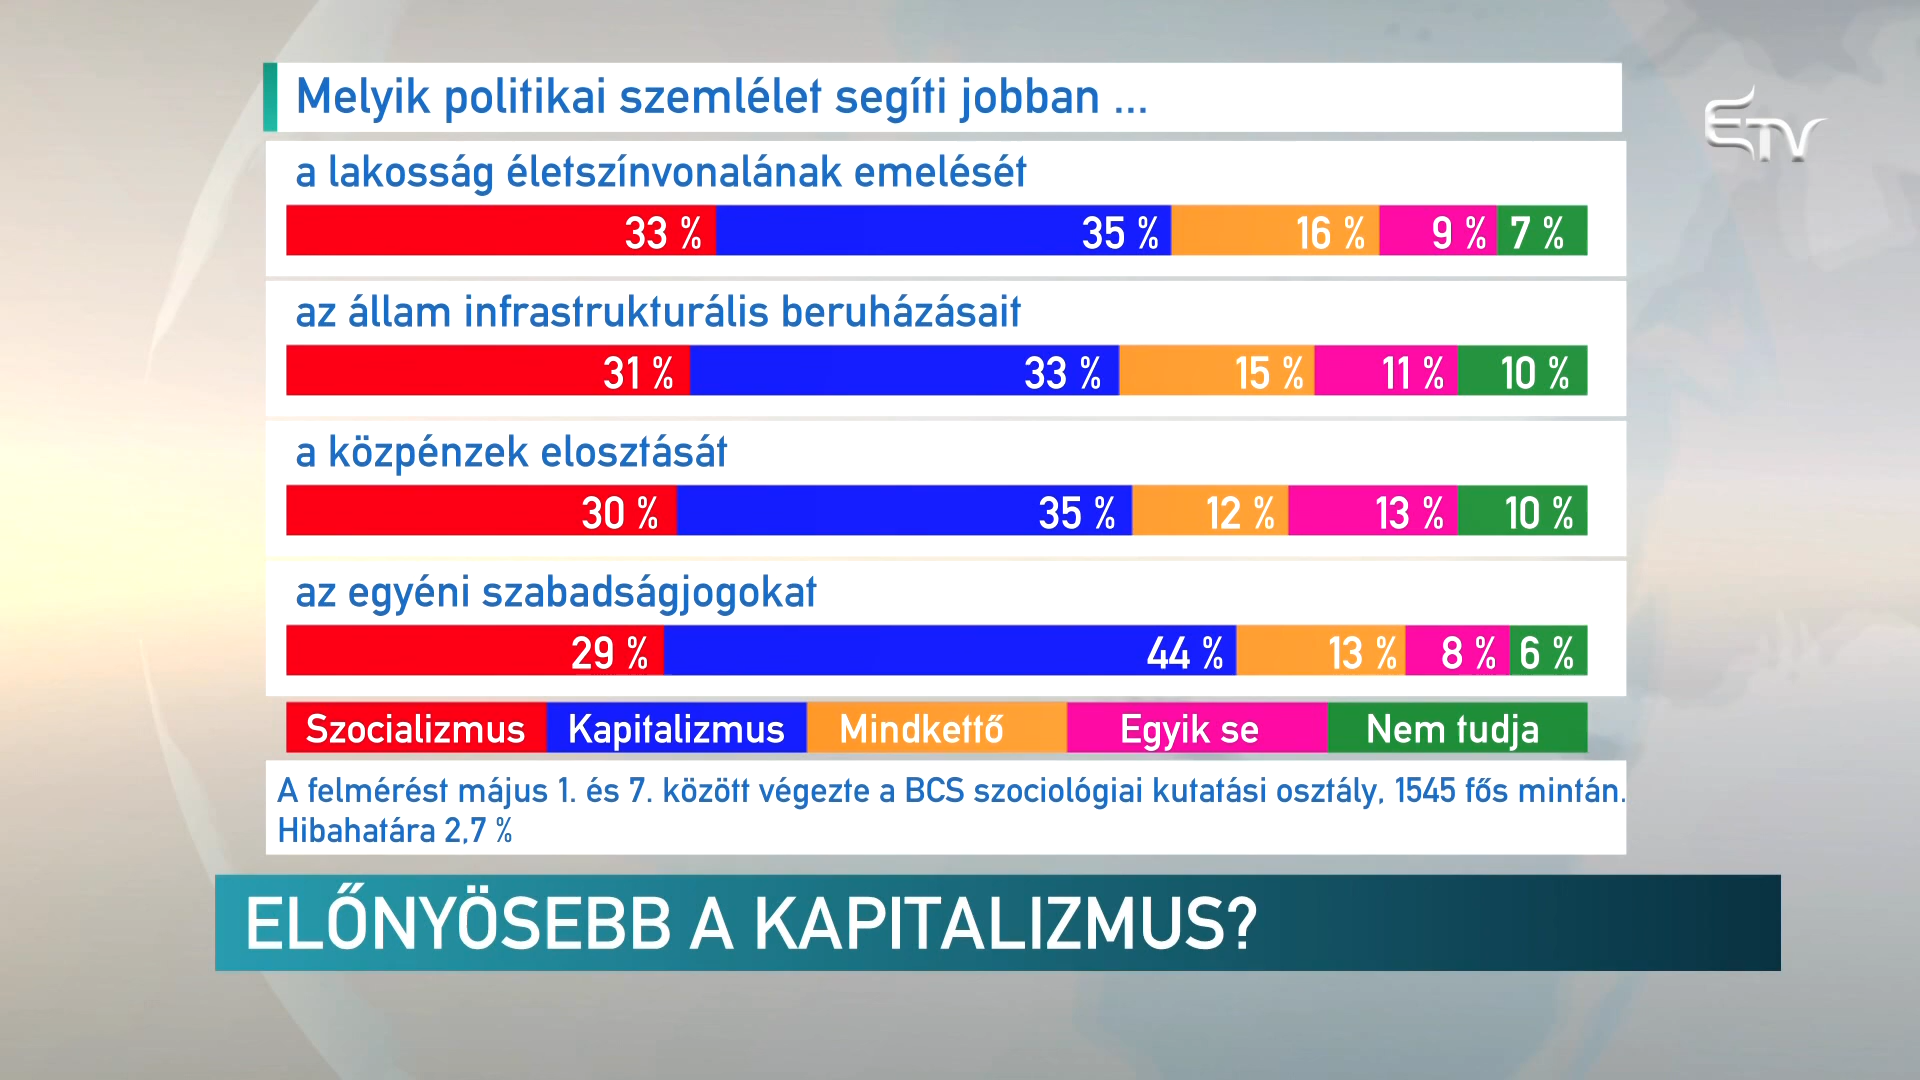 Melyik politikai szemlélet segíti jobban ...
ETV
a lakosság életszínvonalának emelését
33 % 35 % 16 % 9 % 7 %
az állam infrastrukturális beruházásait
31 % 33 % 15 % 11 % 10 %
a közpénzek elosztását
30 % 35 % 12 % 13 % 10 %
az egyéni szabadságjogokat
29 % 44 % 13 % 8 % 6 %
Szocializmus Kapitalizmus Mindkettő Egyik se Nem tudja
A felmérést május 1. és 7. között végezte a BCS szociológiai kutatási osztály, 1545 fős mintán.
Hibahatára 2,7 %
ELŐNYÖSEBB A KAPITALIZMUS?